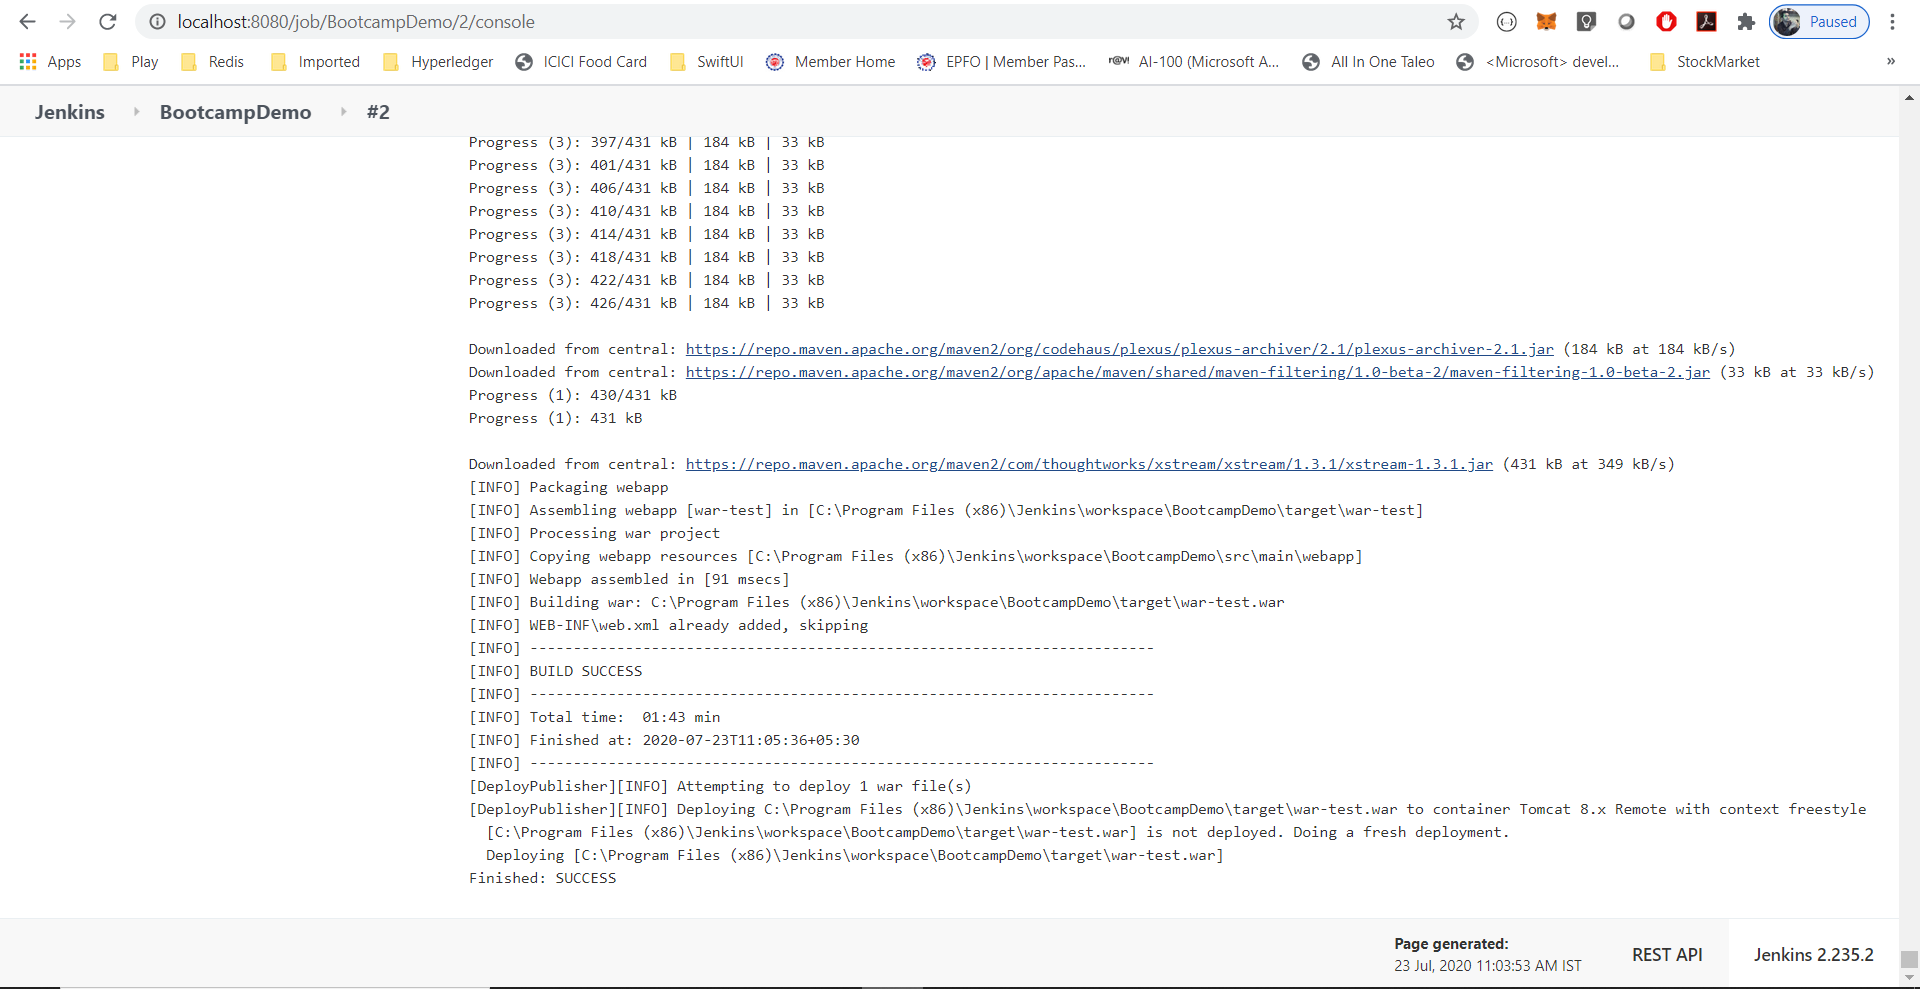 localhost:8080/job/BootcampDemo/2/console
Paused
Apps Play Redis Imported Hyperledger ICICI Food Card SwiftUI Member Home EPFO | Member Pas... r@v! AI-100 (Microsoft A... All In One Taleo <Microsoft> devel... StockMarket »
Jenkins BootcampDemo #2
Progress (3): 397/431 kB | 184 kB | 33 kB
Progress (3): 401/431 kB | 184 kB | 33 kB
Progress (3): 406/431 kB | 184 kB | 33 kB
Progress (3): 410/431 kB | 184 kB | 33 kB
Progress (3): 414/431 kB | 184 kB | 33 kB
Progress (3): 418/431 kB | 184 kB | 33 kB
Progress (3): 422/431 kB | 184 kB | 33 kB
Progress (3): 426/431 kB | 184 kB | 33 kB
Downloaded from central: https://repo.maven.apache.org/maven2/org/codehaus/plexus/plexus-archiver/2.1/plexus-archiver-2.1.jar (184 kB at 184 kB/s)
Downloaded from central: https://repo.maven.apache.org/maven2/org/apache/maven/shared/maven-filtering/1.0-beta-2/maven-filtering-1.0-beta-2.jar (33 kB at 33 kB/s)
Progress (1): 430/431 kB
Progress (1): 431 kB
Downloaded from central: https://repo.maven.apache.org/maven2/com/thoughtworks/xstream/xstream/1.3.1/xstream-1.3.1.jar (431 kB at 349 kB/s)
[INFO] Packaging webapp
[INFO] Assembling webapp [war-test] in [C:\Program Files (x86)\Jenkins\workspace\BootcampDemo\target\war-test]
[INFO] Processing war project
[INFO] Copying webapp resources [C:\Program Files (x86)\Jenkins\workspace\BootcampDemo\src\main\webapp]
[INFO] Webapp assembled in [91 msecs]
[INFO] Building war: C:\Program Files (x86)\Jenkins\workspace\BootcampDemo\target\war-test.war
[INFO] WEB-INF\web.xml already added, skipping
[INFO] ------------------------------------------------------------------------
[INFO] BUILD SUCCESS
[INFO] ------------------------------------------------------------------------
[INFO] Total time:  01:43 min
[INFO] Finished at: 2020-07-23T11:05:36+05:30
[INFO] ------------------------------------------------------------------------
[DeployPublisher][INFO] Attempting to deploy 1 war file(s)
[DeployPublisher][INFO] Deploying C:\Program Files (x86)\Jenkins\workspace\BootcampDemo\target\war-test.war to container Tomcat 8.x Remote with context freestyle
[C:\Program Files (x86)\Jenkins\workspace\BootcampDemo\target\war-test.war] is not deployed. Doing a fresh deployment.
Deploying [C:\Program Files (x86)\Jenkins\workspace\BootcampDemo\target\war-test.war]
Finished: SUCCESS
Page generated:
23 Jul, 2020 11:03:53 AM IST
REST API
Jenkins 2.235.2